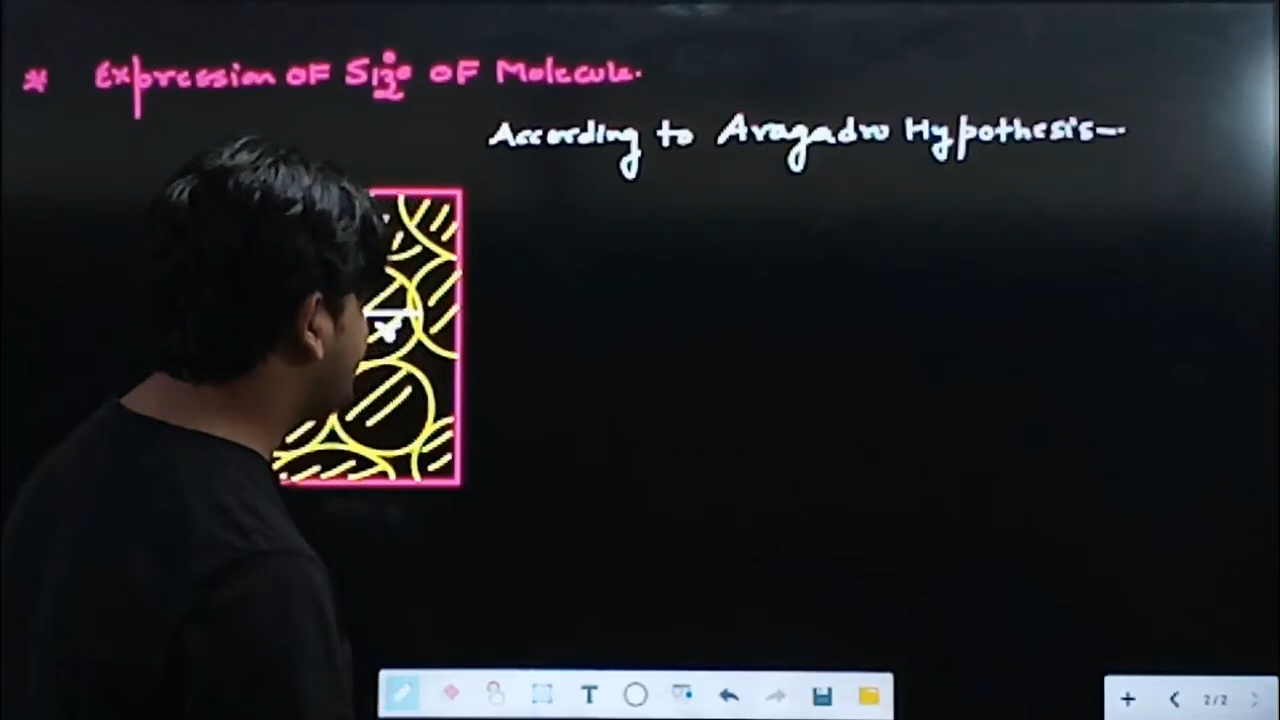 * Expression OF Size OF Molecule.
According to Avagadro Hypothesis-
r
T
2/2